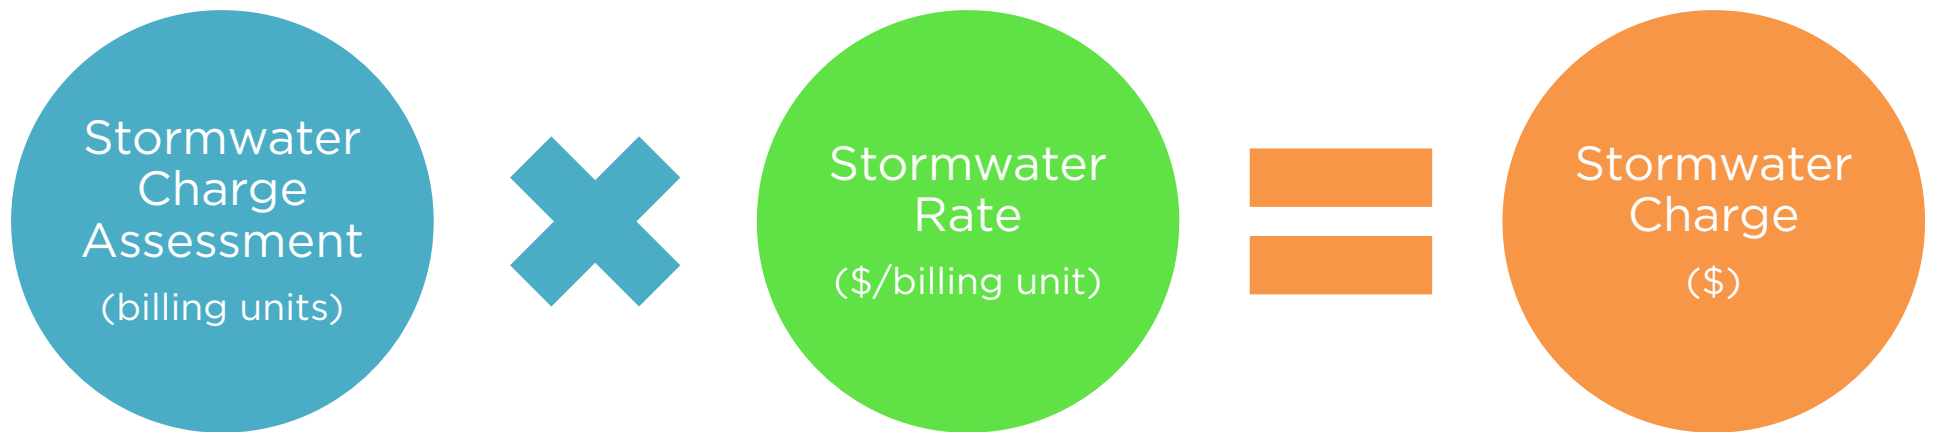 Stormwater
Charge
Assessment
(billing units)
Stormwater
Rate
($/billing unit)
Stormwater
Charge
($)